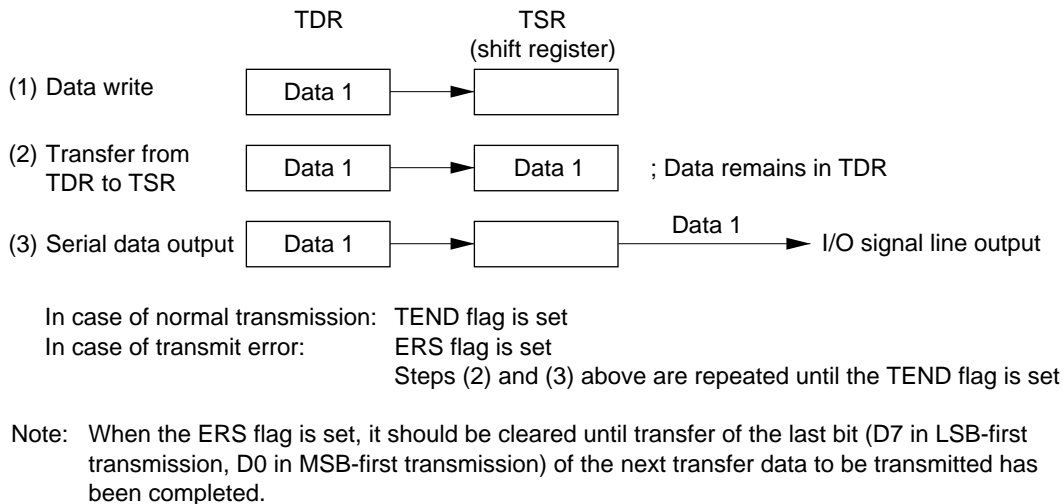 TDR TSR
(shift register)
(1) Data write Data 1
(2) Transfer from Data 1 Data 1 ; Data remains in TDR
TDR to TSR
Data 1
(3) Serial data output Data 1 I/O signal line output
In case of normal transmission: TEND flag is set
In case of transmit error: ERS flag is set
Steps (2) and (3) above are repeated until the TEND flag is set
Note: When the ERS flag is set, it should be cleared until transfer of the last bit (D7 in LSB-first
transmission, D0 in MSB-first transmission) of the next transfer data to be transmitted has
been completed.